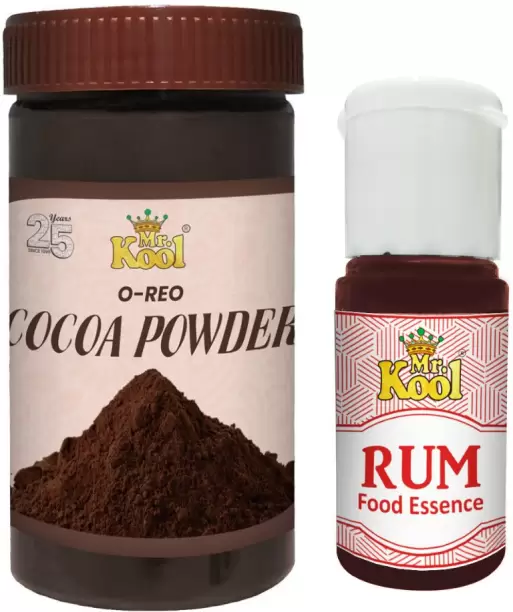 25 Years
Mr.
Kool
®
O-REO
COCOA POWDER
Mr.
Kool
®
RUM
Food Essence